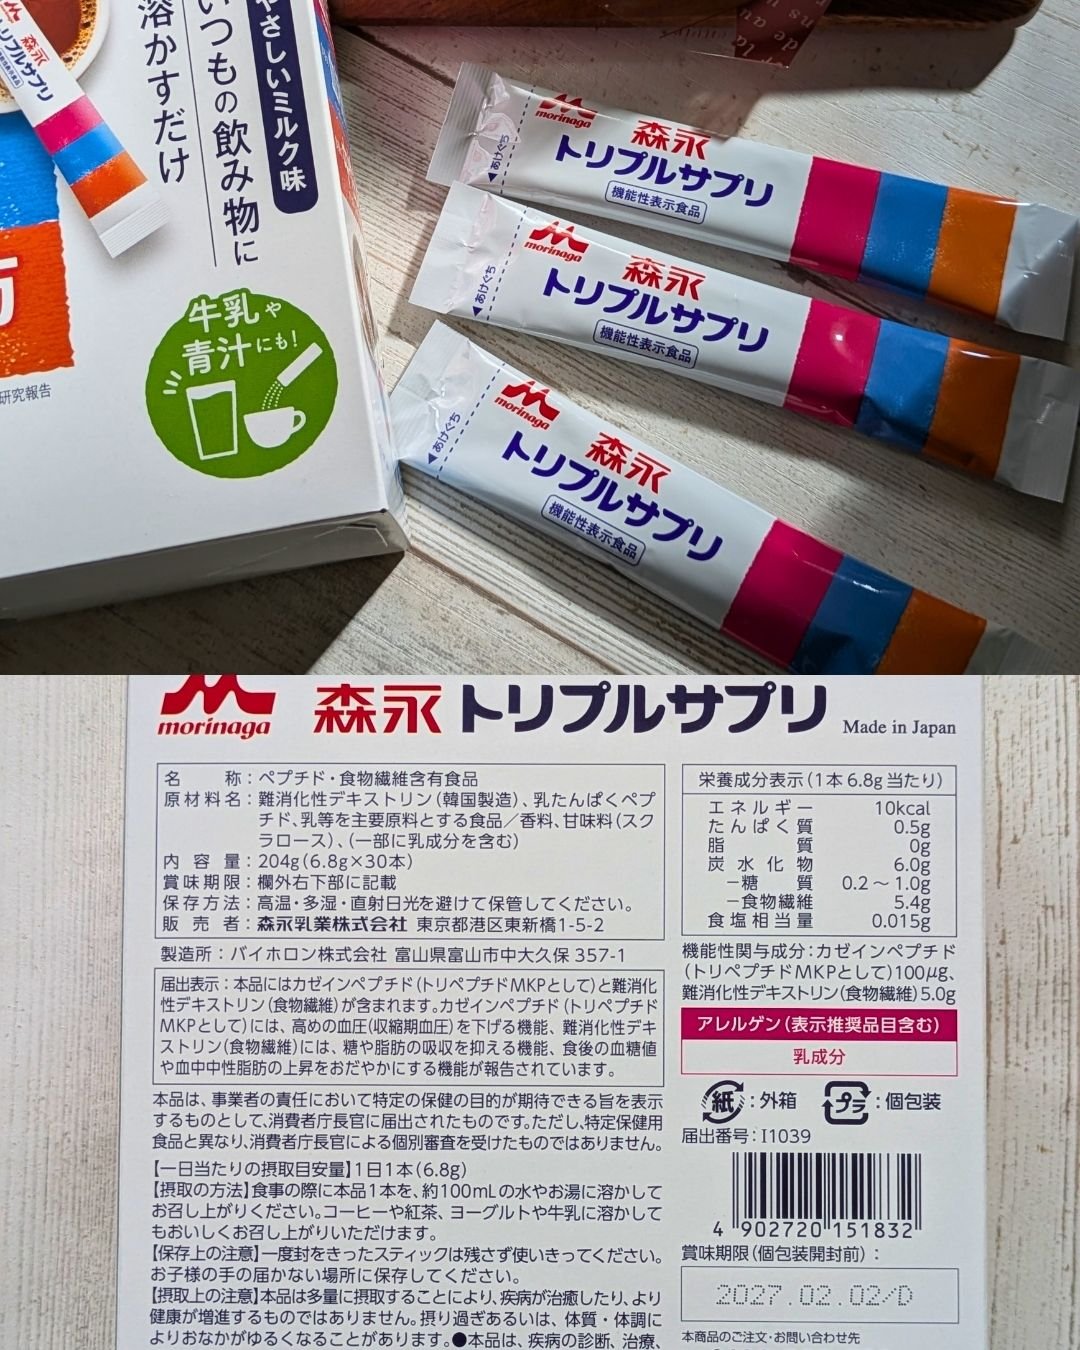 やさしいミルク味
いつもの飲み物に
溶かすだけ
森永
トリプルサプリ
牛乳や
青汁にも!
研究報告
morinaga
森永
トリプルサプリ
機能性表示食品
あけぐち
morinaga
森永
トリプルサプリ
機能性表示食品
あけぐち
morinaga
森永
トリプルサプリ
機能性表示食品
あけぐち
morinaga 森永 トリプルサプリ Made in Japan
名称:ペプチド・食物繊維含有食品
原材料名:難消化性デキストリン(韓国製造)、乳たんぱくペプ
チド、乳等を主要原料とする食品/香料、甘味料(スク
ラロース)、(一部に乳成分を含む)
内容量:204g(6.8g×30本)
賞味期限:欄外右下部に記載
保存方法:高温・多湿・直射日光を避けて保管してください。
販売者:森永乳業株式会社 東京都港区東新橋1-5-2
製造所:バイホロン株式会社 富山県富山市中大久保 357-1
届出表示:本品にはカゼインペプチド(トリペプチドMKPとして)と難消化
性デキストリン(食物繊維)が含まれます。カゼインペプチド(トリペプチド
MKPとして)には、高めの血圧(収縮期血圧)を下げる機能、難消化性デキ
ストリン(食物繊維)には、糖や脂肪の吸収を抑える機能、食後の血糖値
や血中中性脂肪の上昇をおだやかにする機能が報告されています。
本品は、事業者の責任において特定の保健の目的が期待できる旨を表示
するものとして、消費者庁長官に届出されたものです。ただし、特定保健用
食品と異なり、消費者庁長官による個別審査を受けたものではありません。
【一日当たりの摂取目安量】1日1本(6.8g)
【摂取の方法】食事の際に本品1本を、約100mLの水やお湯に溶かして
お召し上がりください。コーヒーや紅茶、ヨーグルトや牛乳に溶かして
もおいしくお召し上がりいただけます。
【保存上の注意】一度封をきったスティックは残さず使いきってください。
お子様の手の届かない場所に保存してください。
【摂取上の注意】本品は多量に摂取することにより、疾病が治癒したり、より
健康が増進するものではありません。摂り過ぎあるいは、体質・体調に
よりおなかがゆるくなることがあります。●本品は、疾病の診断、治療、
栄養成分表示(1本6.8g当たり)
エネルギー 10kcal
たんぱく質 0.5g
脂質 0g
炭水化物 6.0g
−糖質 0.2〜1.0g
−食物繊維 5.4g
食塩相当量 0.015g
機能性関与成分:カゼインペプチド
(トリペプチドMKPとして)100μg、
難消化性デキストリン(食物繊維)5.0g
アレルゲン(表示推奨品目含む)
乳成分
紙:外箱 プラ:個包装
届出番号:I1039
4 902720 151832
賞味期限(個包装開封前):
2027.02.02/D
本商品のご注文・お問い合わせ先